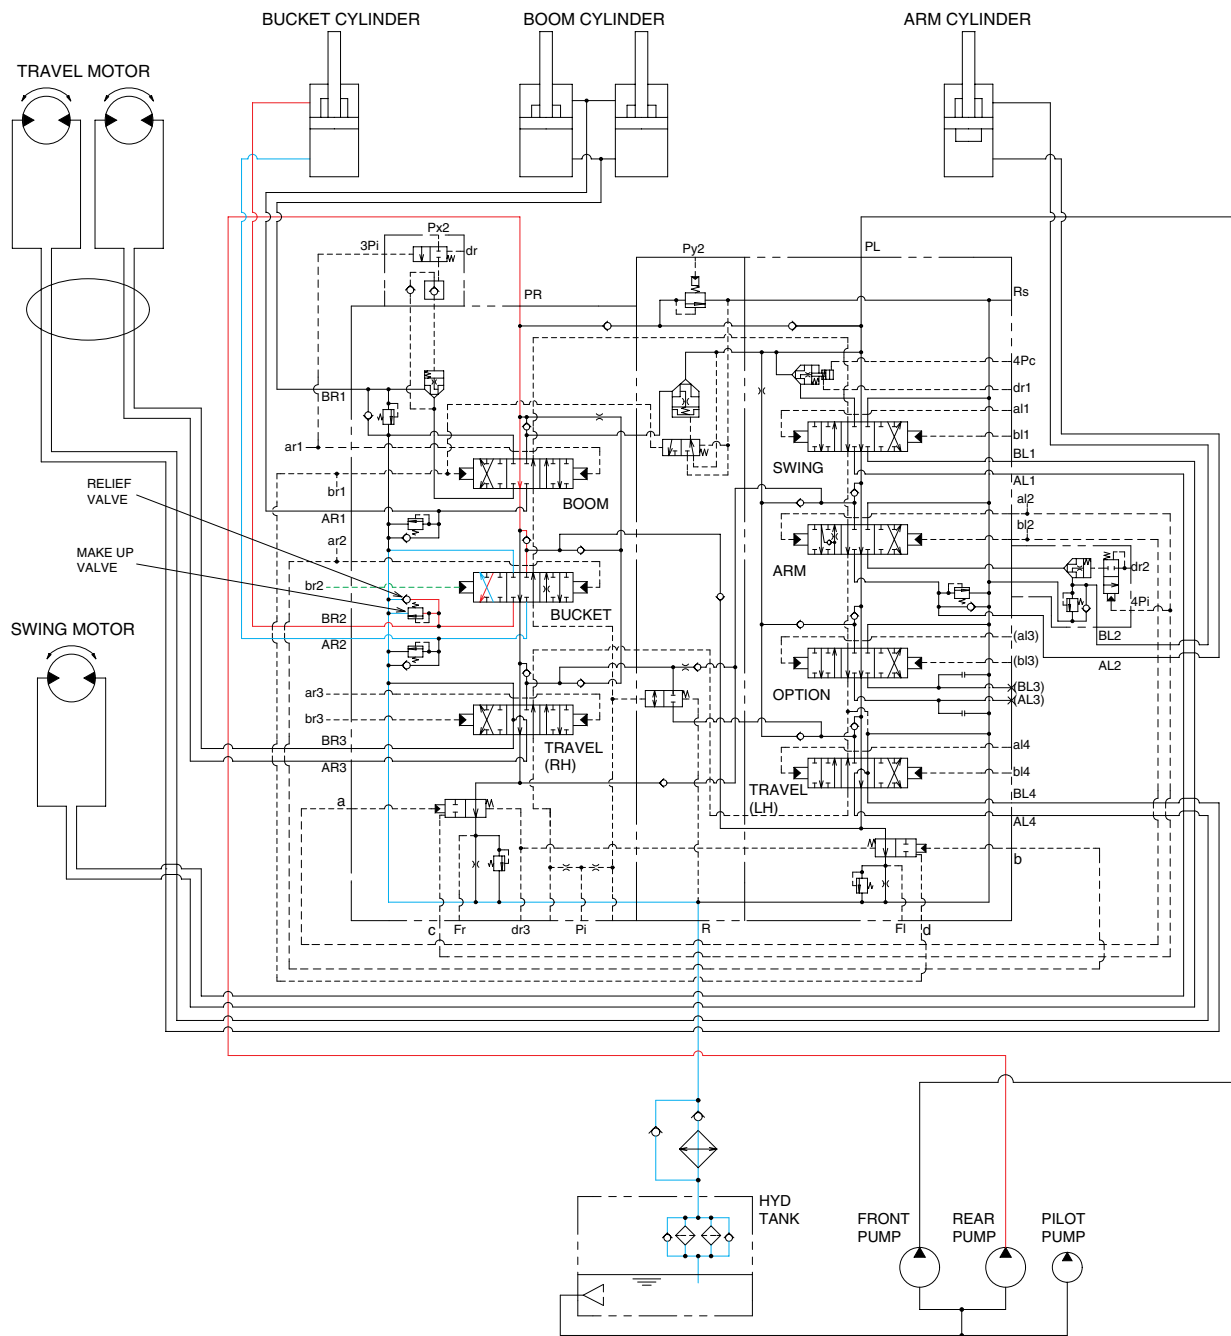 BUCKET CYLINDER
BOOM CYLINDER
ARM CYLINDER
TRAVEL MOTOR
Px2
3Pi
dr
Py2
PL
PR
Rs
4Pc
dr1
BR1
al1
ar1
bl1
BL1
SWING
AL1
RELIEF
VALVE
br1
BOOM
al2
AR1
bl2
MAKE UP
VALVE
ar2
ARM
dr2
br2
4Pi
BUCKET
BR2
SWING MOTOR
AR2
(al3)
BL2
AL2
(bl3)
OPTION
(BL3)
(AL3)
ar3
br3
TRAVEL
(RH)
BR3
AR3
al4
bl4
TRAVEL
(LH)
BL4
a
AL4
b
c
Fr
dr3
Pi
R
Fl
d
HYD
TANK
FRONT
PUMP
REAR
PUMP
PILOT
PUMP